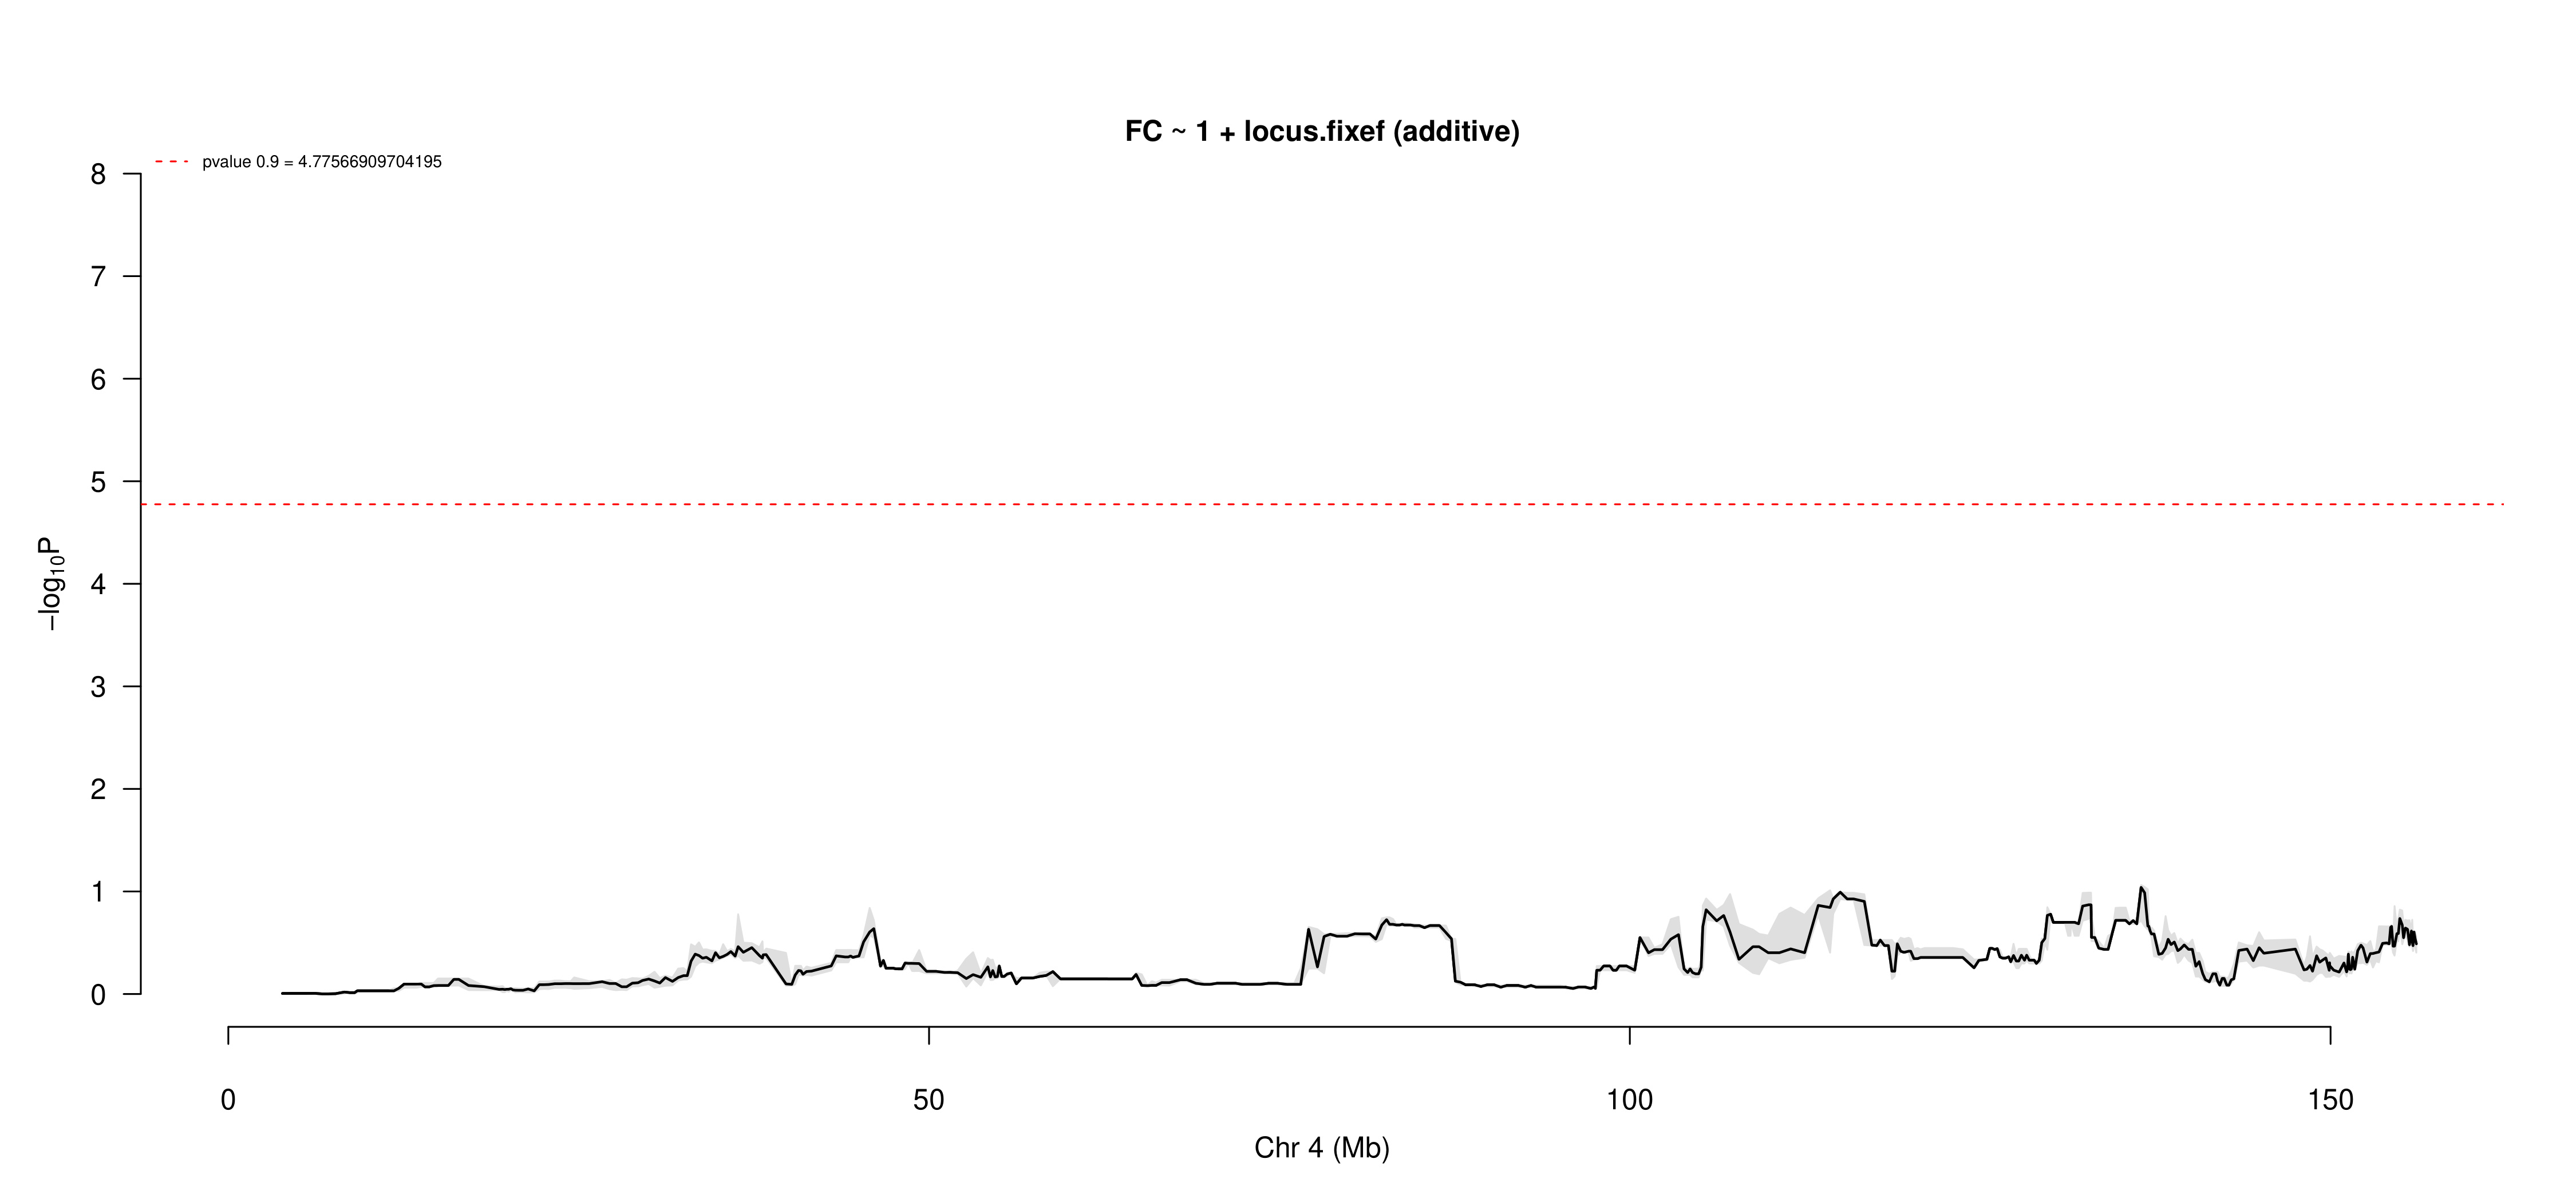 FC ~ 1 + locus.fixef (additive)
pvalue 0.9 = 4.77566909704195
8
7
6
5
4
3
2
1
0
−log10P
0 50 100 150
Chr 4 (Mb)